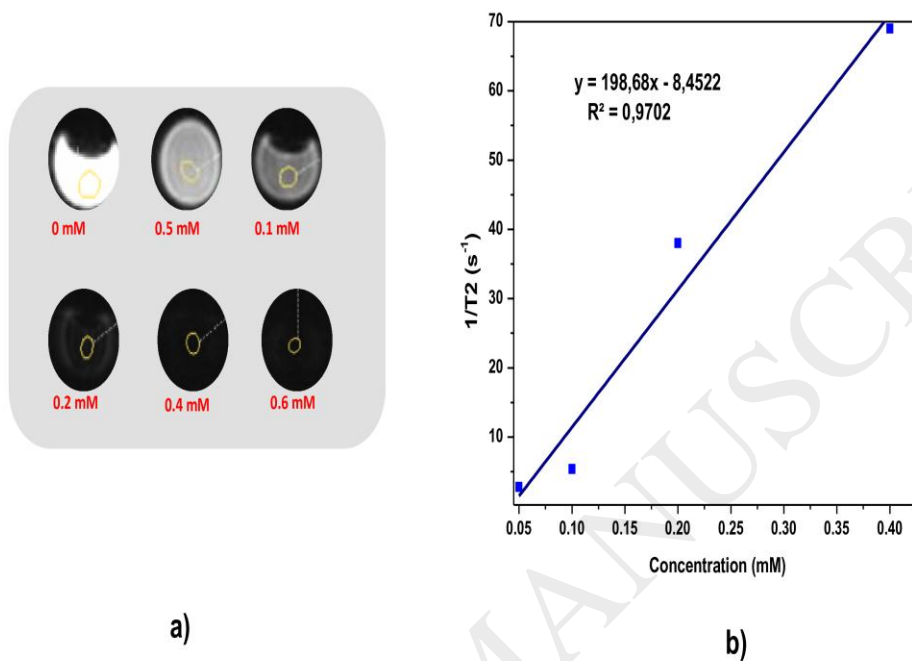 0 mM
0.5 mM
0.1 mM
0.2 mM
0.4 mM
0.6 mM
a)
70
60
50
40
30
20
10
1/T2 (s⁻¹)
y = 198,68x - 8,4522
R² = 0,9702
0.05 0.10 0.15 0.20 0.25 0.30 0.35 0.40
Concentration (mM)
b)
MANUSCR